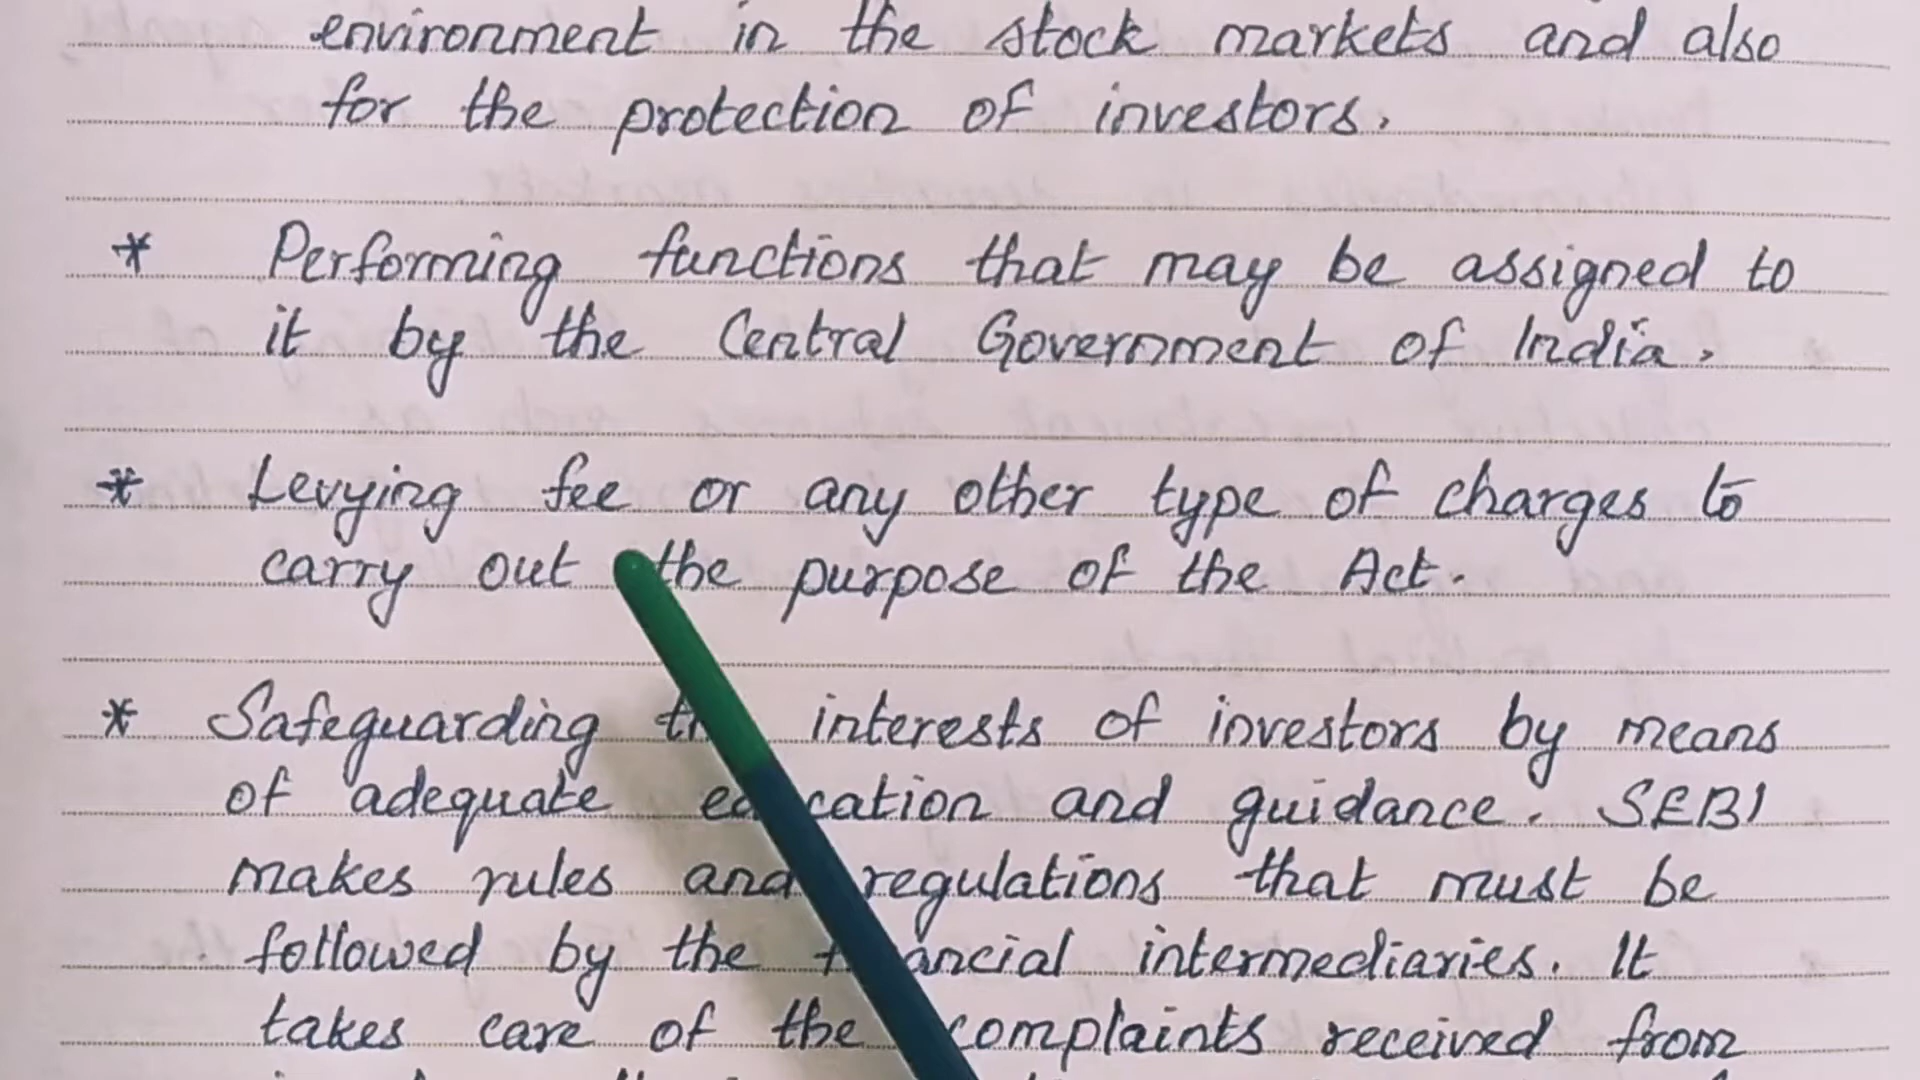 environment in the stock markets and also
for the protection of investors.
* Performing functions that may be assigned to
it by the Central Government of India.
* Levying fee or any other type of charges to
carry out the purpose of the Act.
* Safeguarding interests of investors by means
of adequate and guidance. SEBI
makes rules and regulations that must be
followed by the intermediaries. It
takes care of the complaints received from